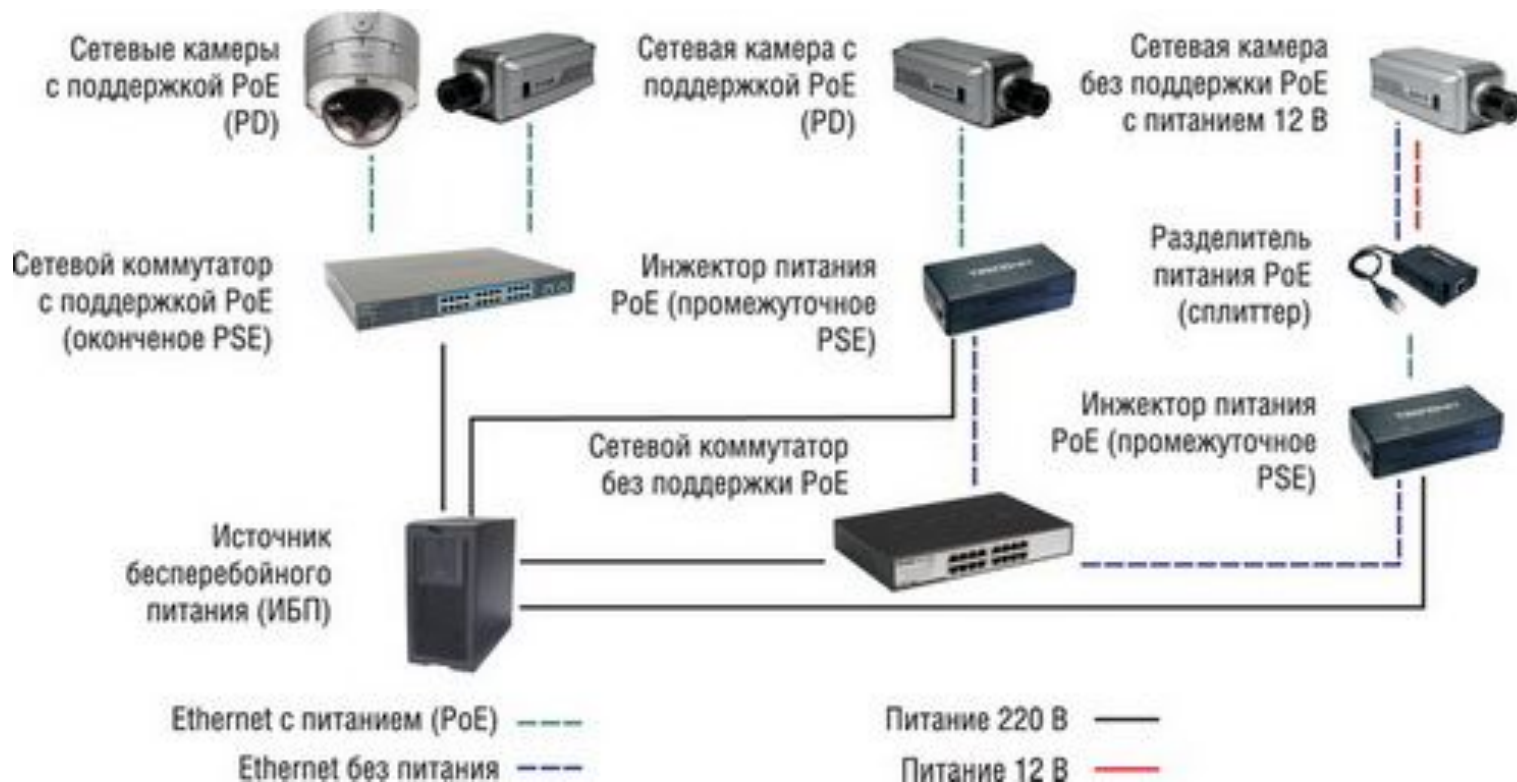 Сетевые камеры
с поддержкой PoE
(PD)
Сетевая камера с
поддержкой PoE
(PD)
Сетевая камера
без поддержки PoE
с питанием 12 В
Сетевой коммутатор
с поддержкой PoE
(оконченое PSE)
Инжектор питания
PoE (промежуточное
PSE)
Разделитель
питания PoE
(сплиттер)
Инжектор питания
PoE (промежуточное
PSE)
Сетевой коммутатор
без поддержки PoE
Источник
бесперебойного
питания (ИБП)
Ethernet с питанием (PoE)
Питание 220 В
Ethernet без питания
Питание 12 В